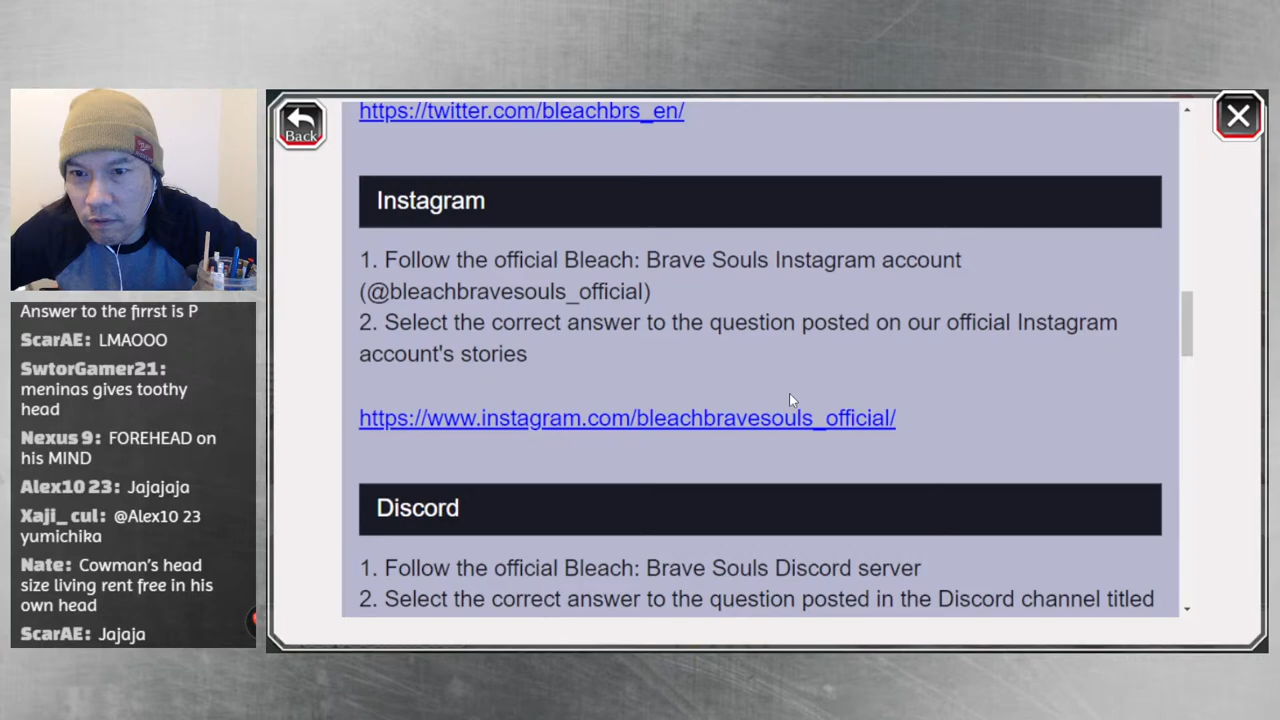 https://twitter.com/bleachbrs_en/
Back
Instagram
1. Follow the official Bleach: Brave Souls Instagram account
(@bleachbravesouls_official)
2. Select the correct answer to the question posted on our official Instagram
account's stories
https://www.instagram.com/bleachbravesouls_official/
Discord
1. Follow the official Bleach: Brave Souls Discord server
2. Select the correct answer to the question posted in the Discord channel titled
Answer to the firrst is P
ScarAE: LMAOOO
SwtorGamer21:
meninas gives toothy
head
Nexus 9: FOREHEAD on
his MIND
Alex10 23: Jajajaja
Xaji_cul: @Alex10 23
yumichika
Nate: Cowman's head
size living rent free in his
own head
ScarAE: Jajaja